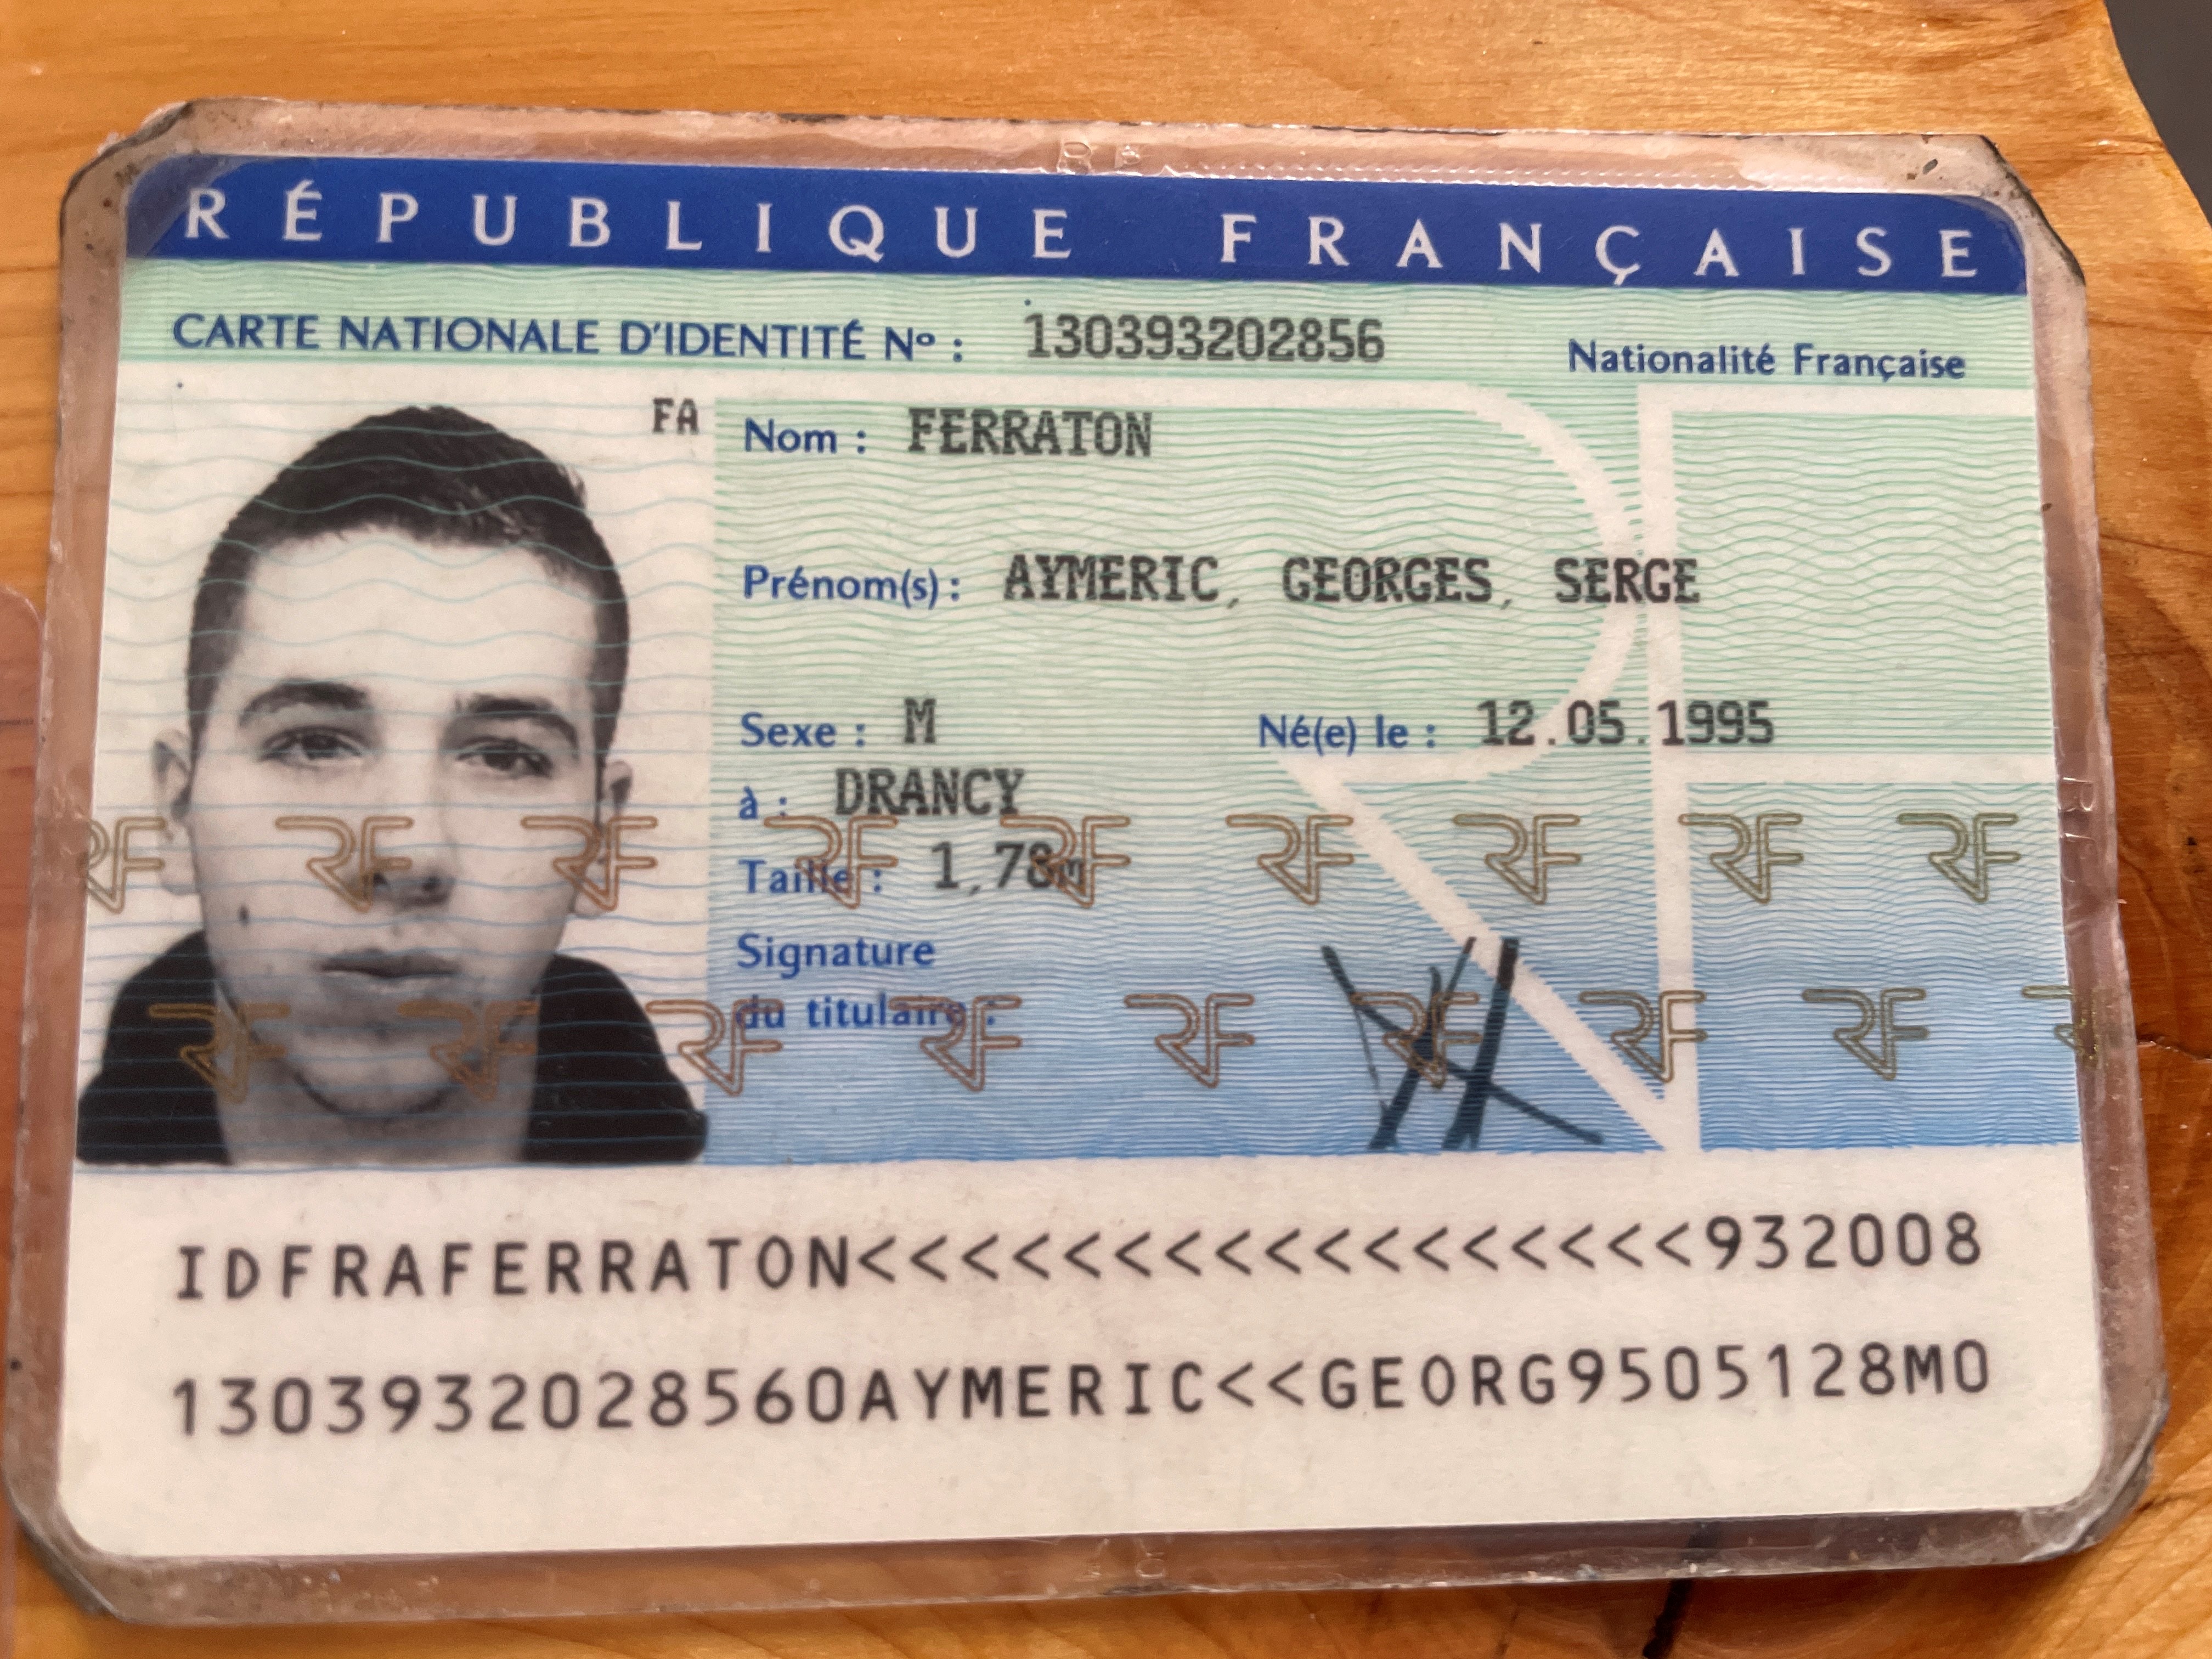 RÉPUBLIQUE FRANÇAISE
CARTE NATIONALE D'IDENTITÉ Nº : 130393202856 Nationalité Française
FA
Nom : FERRATON
Prénom(s) : AYMERIC, GEORGES, SERGE
Sexe : M Né(e) le : 12.05.1995
à : DRANCY
Taille : 1,78m
Signature
du titulaire :
RF RF RF RF RF RF RF RF RF
RF RF RF RF RF RF RF RF
IDFRAFERRATON<<<<<<<<<<<<<<<<<932008
1303932028560AYMERIC<<GEORG9505128M0